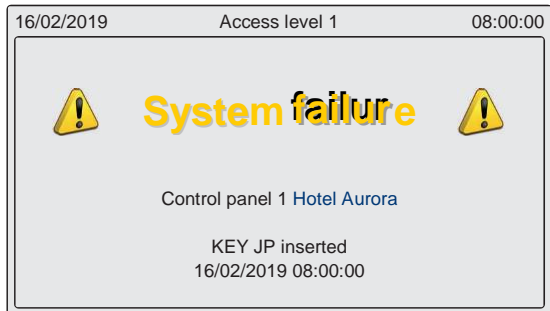 16/02/2019 Access level 1 08:00:00
System failure
Control panel 1 Hotel Aurora
KEY JP inserted
16/02/2019 08:00:00